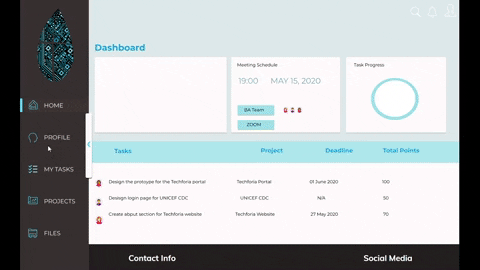 HOME
PROFILE
MY TASKS
PROJECTS
FILES
Dashboard
Meeting Schedule
19:00 MAY 15, 2020
BA Team
ZOOM
Task Progress
Tasks Project Deadline Total Points
Design the protoype for the Techforia portal Techforia Portal 01 June 2020 100
Desisgn login page for UNICEF CDC UNICEF CDC N/A 50
Create abput section for Techforia website Techforia Website 27 May 2020 70
Contact Info Social Media